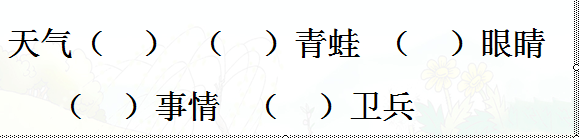 天气（　）　（　）青蛙　（　）眼睛
（　）事情　（　）卫兵